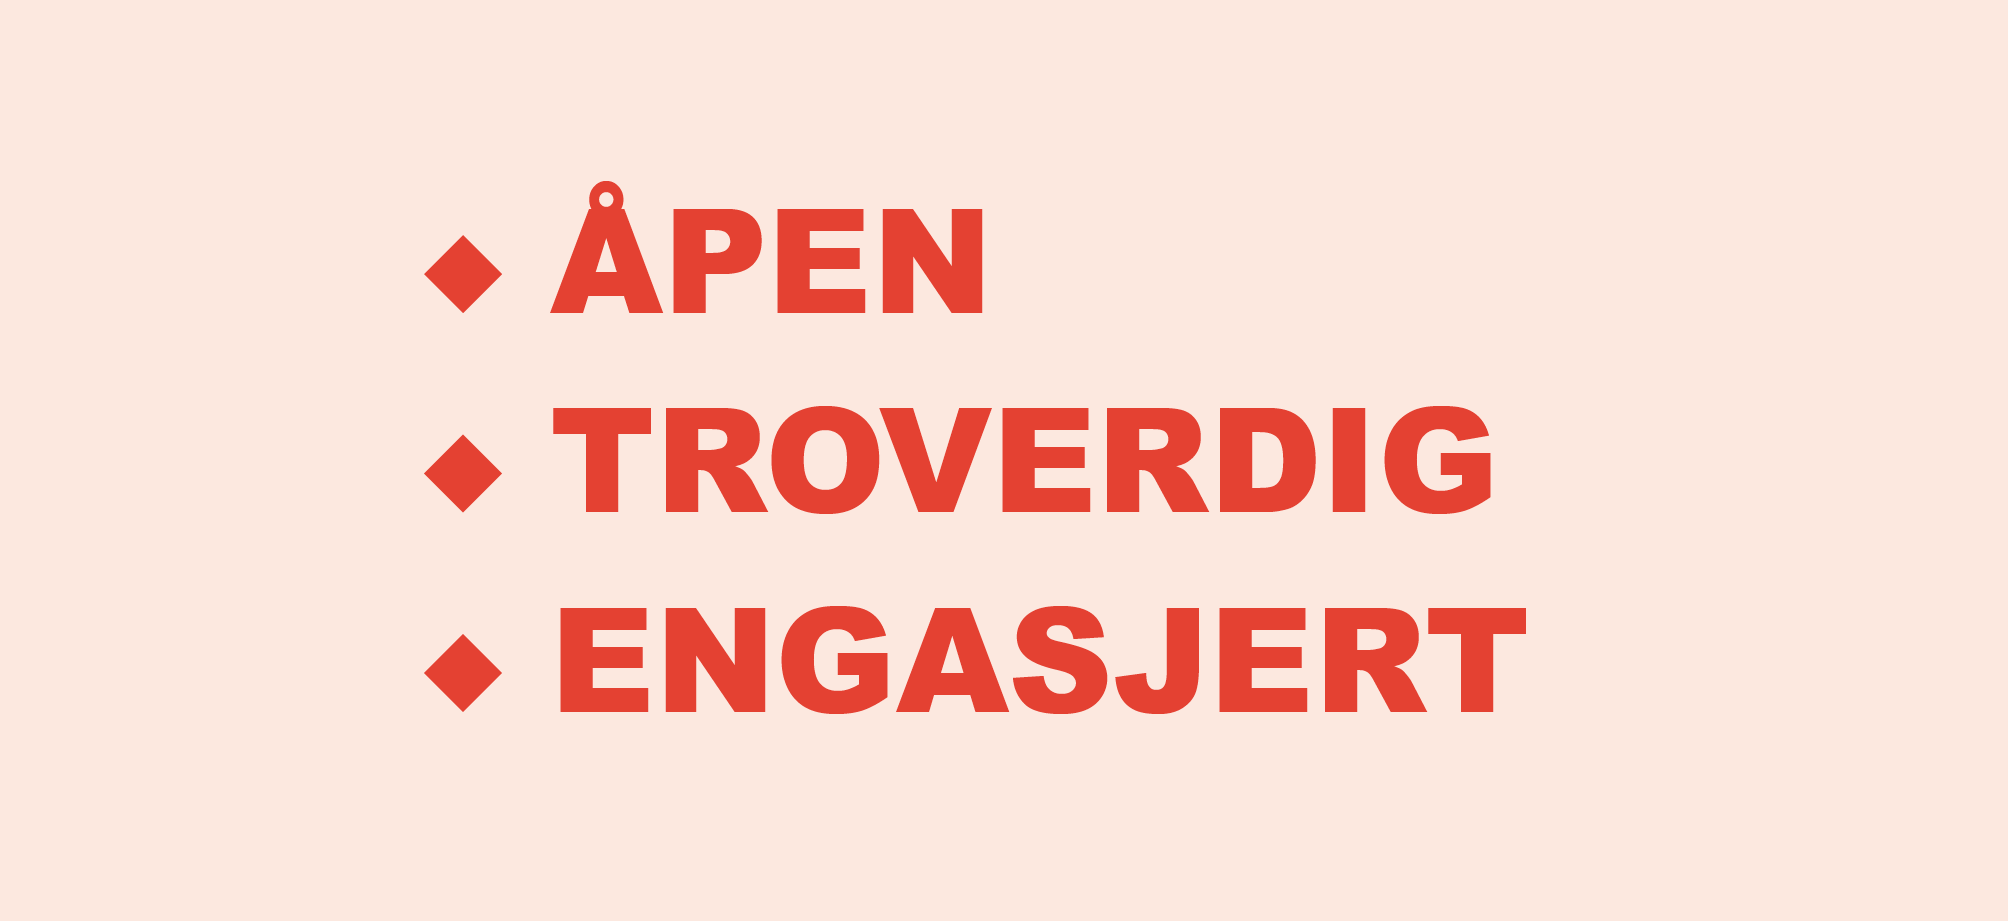 ◆ ÅPEN
◆ TROVERDIG
◆ ENGASJERT